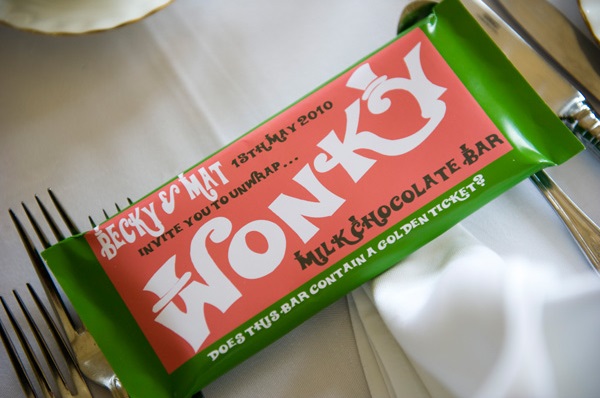 BECKY & MAT 13TH MAY 2010
INVITE YOU TO UNWRAP...
WONKY
MILK CHOCOLATE BAR
DOES THIS BAR CONTAIN A GOLDEN TICKET?